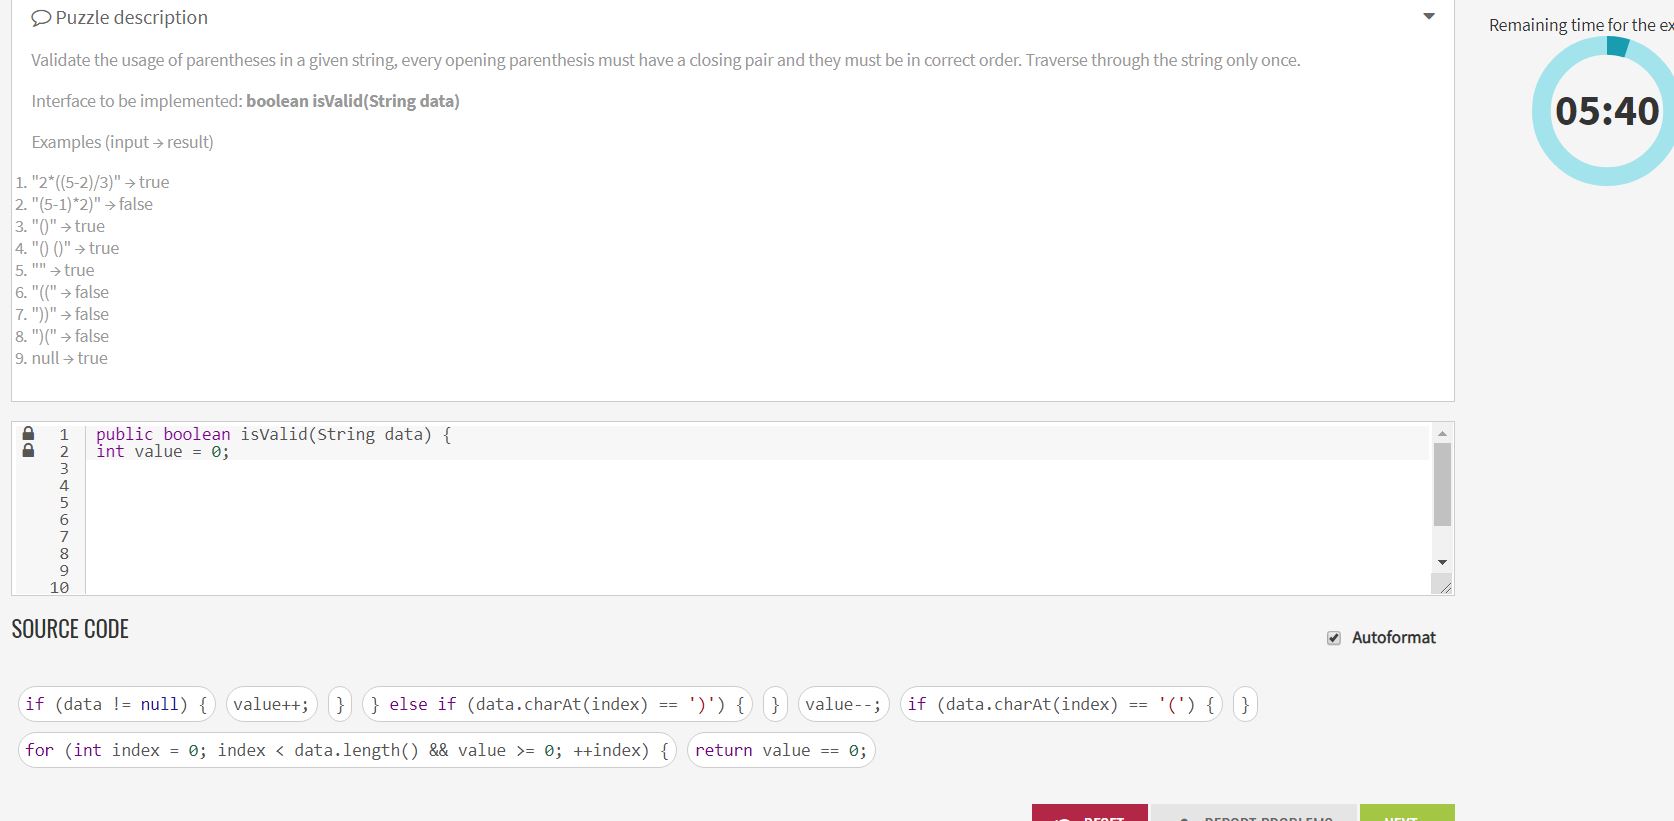 Puzzle description
Remaining time for the ex
Validate the usage of parentheses in a given string, every opening parenthesis must have a closing pair and they must be in correct order. Traverse through the string only once.
Interface to be implemented: boolean isValid(String data)
05:40
Examples (input → result)
1. "2*((5-2)/3)" → true
2. "(5-1)*2)" → false
3. "()" → true
4. "() ()" → true
5. "" → true
6. "((" → false
7. "))" → false
8. ")(" → false
9. null → true
1 public boolean isValid(String data) {
2 int value = 0;
3
4
5
6
7
8
9
10
SOURCE CODE
Autoformat
if (data != null) { value++; } } else if (data.charAt(index) == ')') { } value--; if (data.charAt(index) == '(') { }
for (int index = 0; index < data.length() && value >= 0; ++index) { return value == 0;
RESET REPORT PROBLEMS NEXT